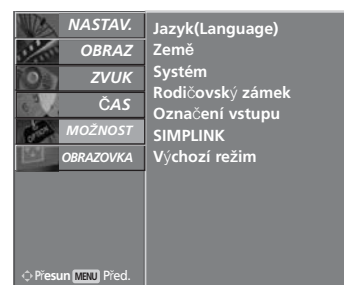 NASTAV.
OBRAZ
ZVUK
ČAS
MOŽNOST
OBRAZOVKA
Přesun MENU Před.
Jazyk(Language)
Země
Systém
Rodičovský zámek
Označení vstupu
SIMPLINK
Výchozí režim